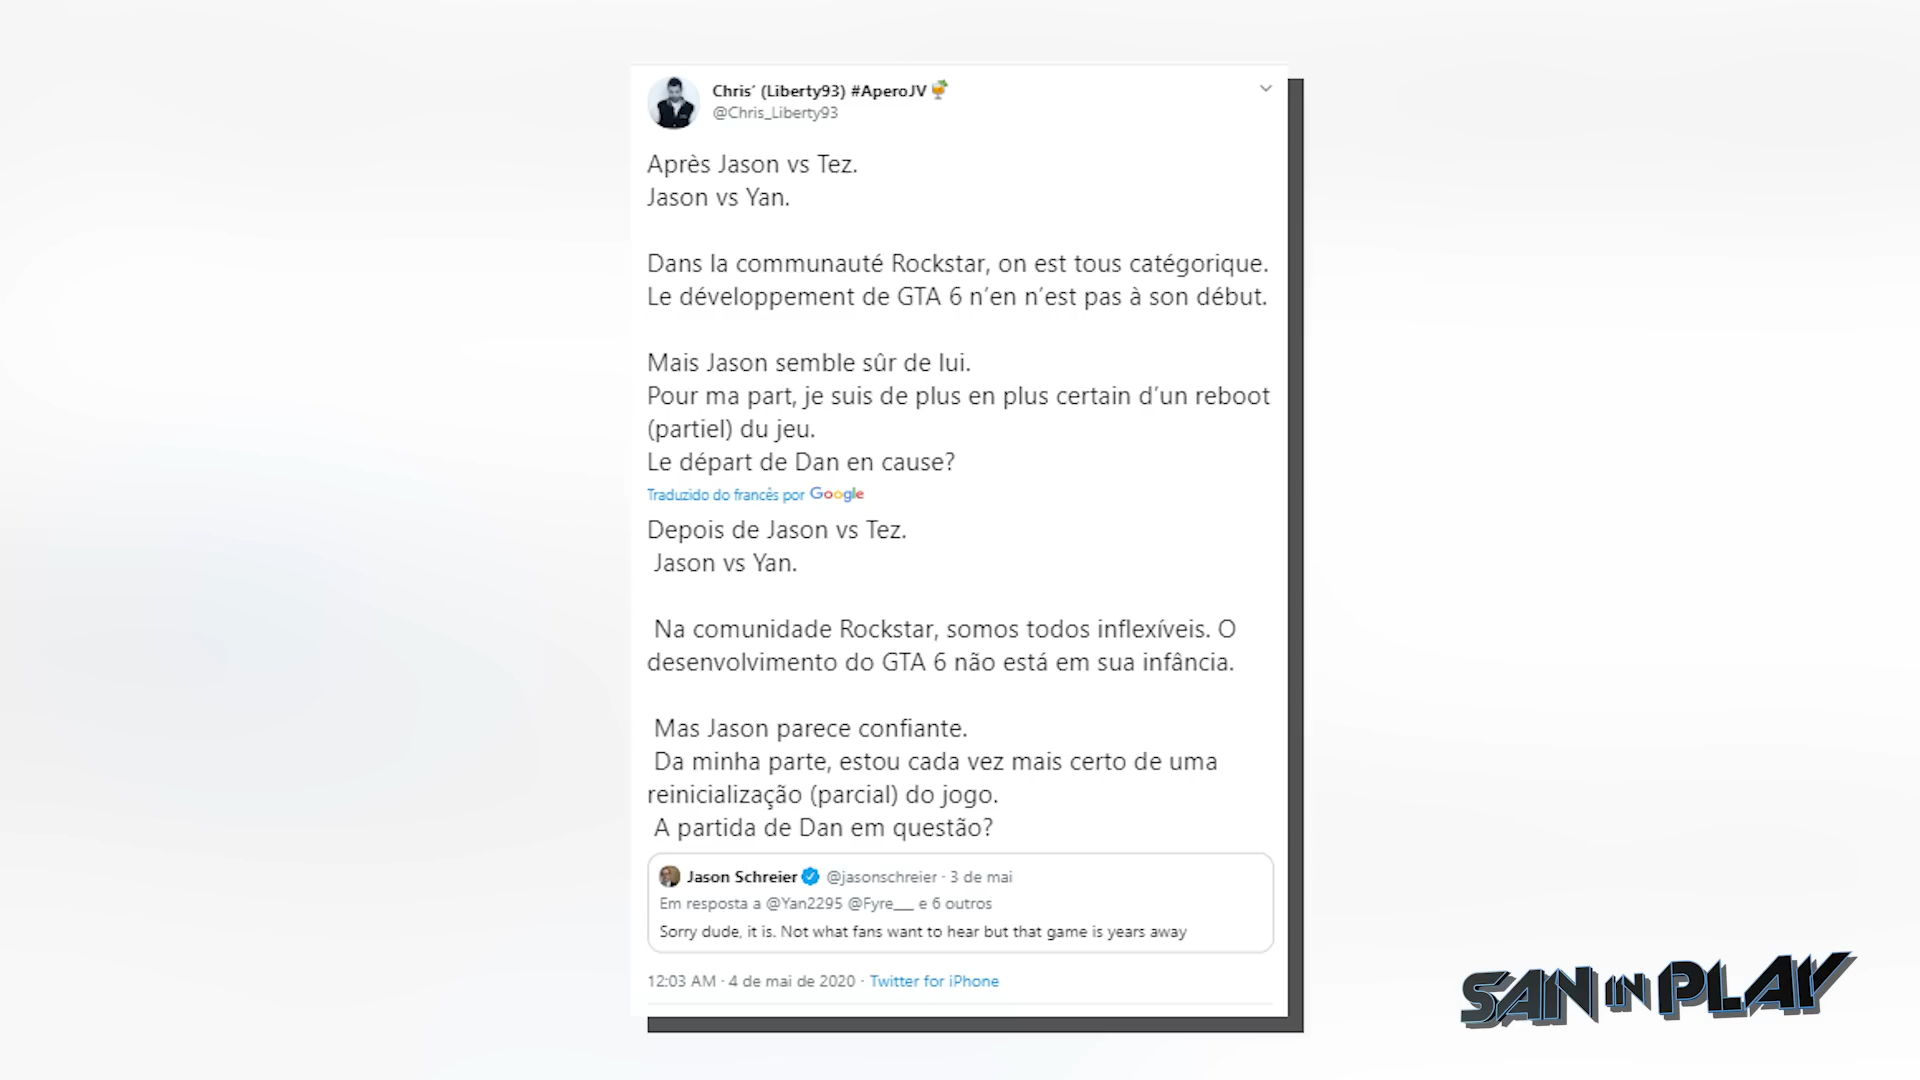 Chris’ (Liberty93) #AperoJV
@Chris_Liberty93
Après Jason vs Tez.
Jason vs Yan.
Dans la communauté Rockstar, on est tous catégorique.
Le développement de GTA 6 n’en n’est pas à son début.
Mais Jason semble sûr de lui.
Pour ma part, je suis de plus en plus certain d’un reboot
(partiel) du jeu.
Le départ de Dan en cause?
Traduzido do francês por Google
Depois de Jason vs Tez.
Jason vs Yan.
Na comunidade Rockstar, somos todos inflexíveis. O
desenvolvimento do GTA 6 não está em sua infância.
Mas Jason parece confiante.
Da minha parte, estou cada vez mais certo de uma
reinicialização (parcial) do jogo.
A partida de Dan em questão?
Jason Schreier @jasonschreier · 3 de mai
Em resposta a @Yan2295 @Fyre___ e 6 outros
Sorry dude, it is. Not what fans want to hear but that game is years away
12:03 AM · 4 de mai de 2020 · Twitter for iPhone
SAN IN PLAY